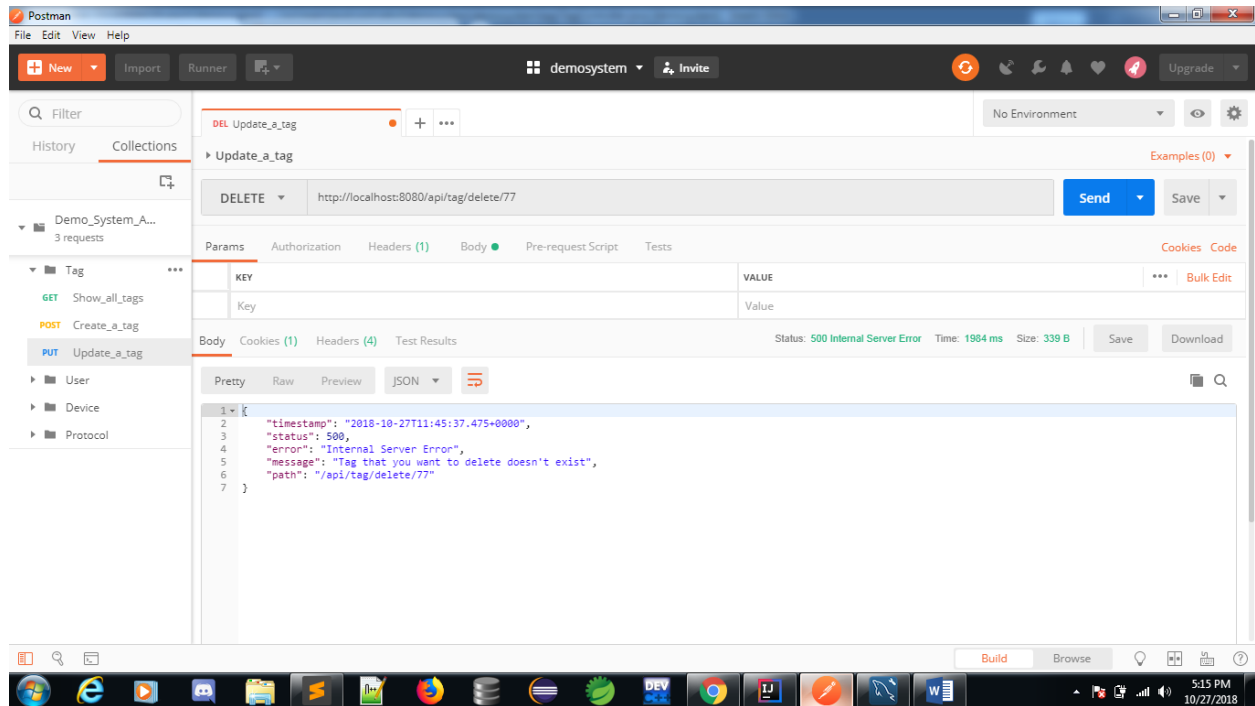 Postman
File Edit View Help
New Import Runner demosystem Invite Upgrade
Filter
History Collections
Demo_System_A...
3 requests
Tag
GET Show_all_tags
POST Create_a_tag
PUT Update_a_tag
User
Device
Protocol
DEL Update_a_tag
No Environment
Update_a_tag Examples (0)
DELETE http://localhost:8080/api/tag/delete/77 Send Save
Params Authorization Headers (1) Body Pre-request Script Tests Cookies Code
KEY VALUE Bulk Edit
Key Value
Body Cookies (1) Headers (4) Test Results Status: 500 Internal Server Error Time: 1984 ms Size: 339 B Save Download
Pretty Raw Preview JSON
1 {
2 "timestamp": "2018-10-27T11:45:37.475+0000",
3 "status": 500,
4 "error": "Internal Server Error",
5 "message": "Tag that you want to delete doesn't exist",
6 "path": "/api/tag/delete/77"
7 }
Build Browse
DEV
IJ
W
5:15 PM
10/27/2018